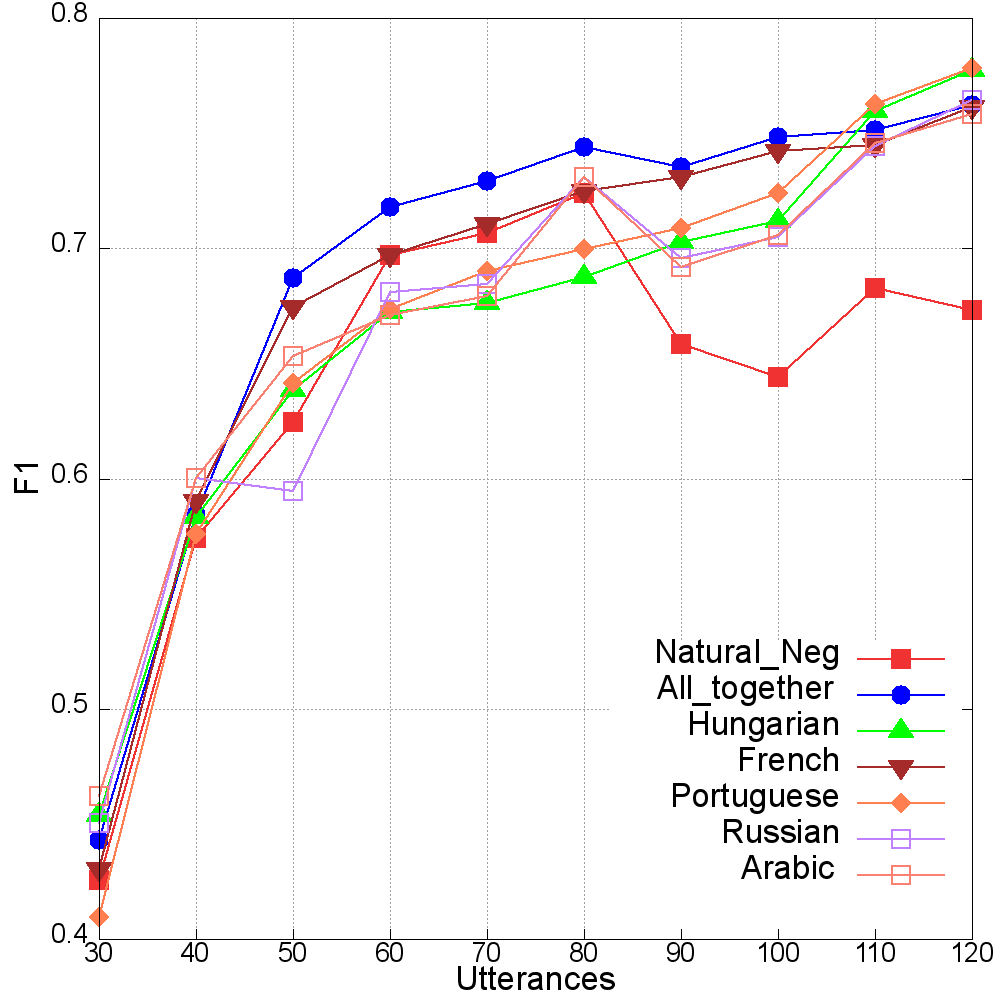 0.8
0.7
0.6
0.5
0.4
F1
30 40 50 60 70 80 90 100 110 120
Utterances
Natural_Neg
All_together
Hungarian
French
Portuguese
Russian
Arabic